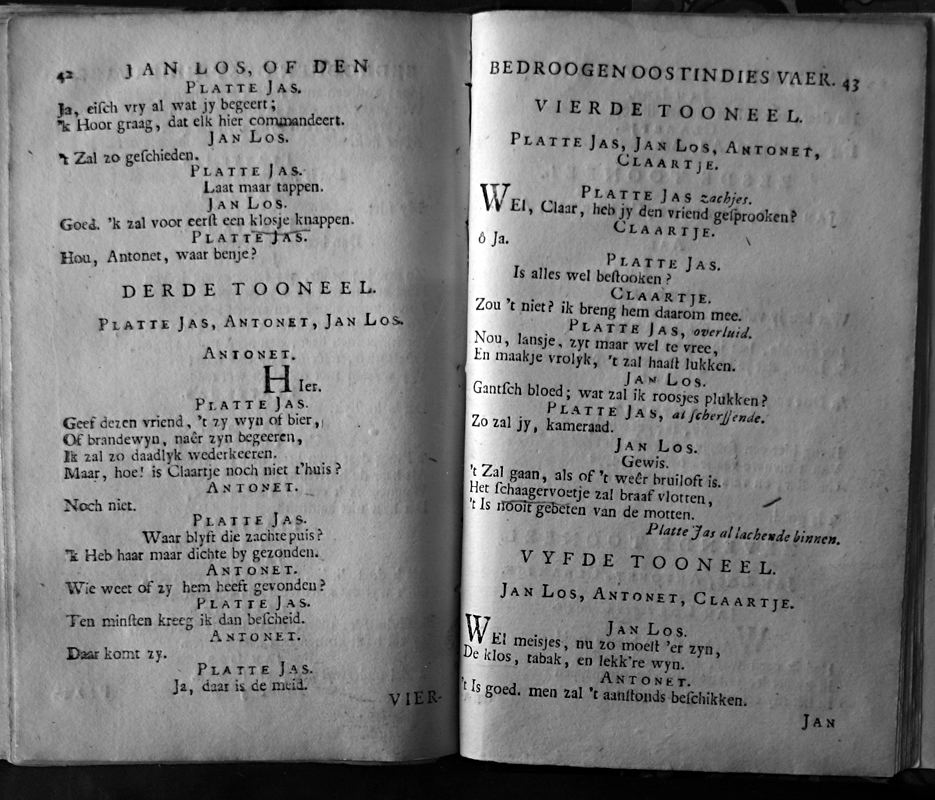 42 JAN LOS, OF DEN
PLATTE JAS.
Ja, eiſch vry al wat jy begeert;
'k Hoor graag, dat elk hier commandeert.
JAN LOS.
't Zal zo geſchieden.
PLATTE JAS.
Laat maar tappen.
JAN LOS.
Goed. 'k zal voor eerſt een klosje knappen.
PLATTE JAS.
Hou, Antonet, waar benje?
DERDE TOONEEL.
PLATTE JAS, ANTONET, JAN LOS.
ANTONET.
HIer.
PLATTE JAS.
Geef dezen vriend, 't zy wyn of bier,
Of brandewyn, naêr zyn begeeren,
Ik zal zo daadlyk wederkeeren.
Maar, hoe! is Claartje noch niet t'huis?
ANTONET.
Noch niet.
PLATTE JAS.
Waar blyft die zachte puis?
'k Heb haar maar dichte by gezonden.
ANTONET.
Wie weet of zy hem heeft gevonden?
PLATTE JAS.
Ten minſten kreeg ik dan beſcheid.
ANTONET.
Daar komt zy.
PLATTE JAS.
Ja, daar is de meid.
VIER-
BEDROOGEN OOSTINDIES VAER. 43
VIERDE TOONEEL.
PLATTE JAS, JAN LOS, ANTONET,
CLAARTJE.
PLATTE JAS zachjes.
WEl, Claar, heb jy den vriend geſprooken?
CLAARTJE.
ô Ja.
PLATTE JAS.
Is alles wel beſtooken?
CLAARTJE.
Zou 't niet? ik breng hem daarom mee.
PLATTE JAS, overluid.
Nou, lansje, zyt maar wel te vree,
En maakje vrolyk, 't zal haaſt lukken.
JAN LOS.
Gantſch bloed; wat zal ik roosjes plukken?
PLATTE JAS, al ſcherſſende.
Zo zal jy, kameraad.
JAN LOS.
Gewis.
't Zal gaan, als of 't weêr bruiloft is.
Het ſchaagervoetje zal braaf vlotten,
't Is nooit gebeten van de motten.
Platte Jas al lachende binnen.
VYFDE TOONEEL.
JAN LOS, ANTONET, CLAARTJE.
JAN LOS.
WEl meisjes, nu zo moeſt 'er zyn,
De klos, tabak, en lekk're wyn.
ANTONET.
't Is goed. men zal 't aanſtonds beſchikken.
JAN